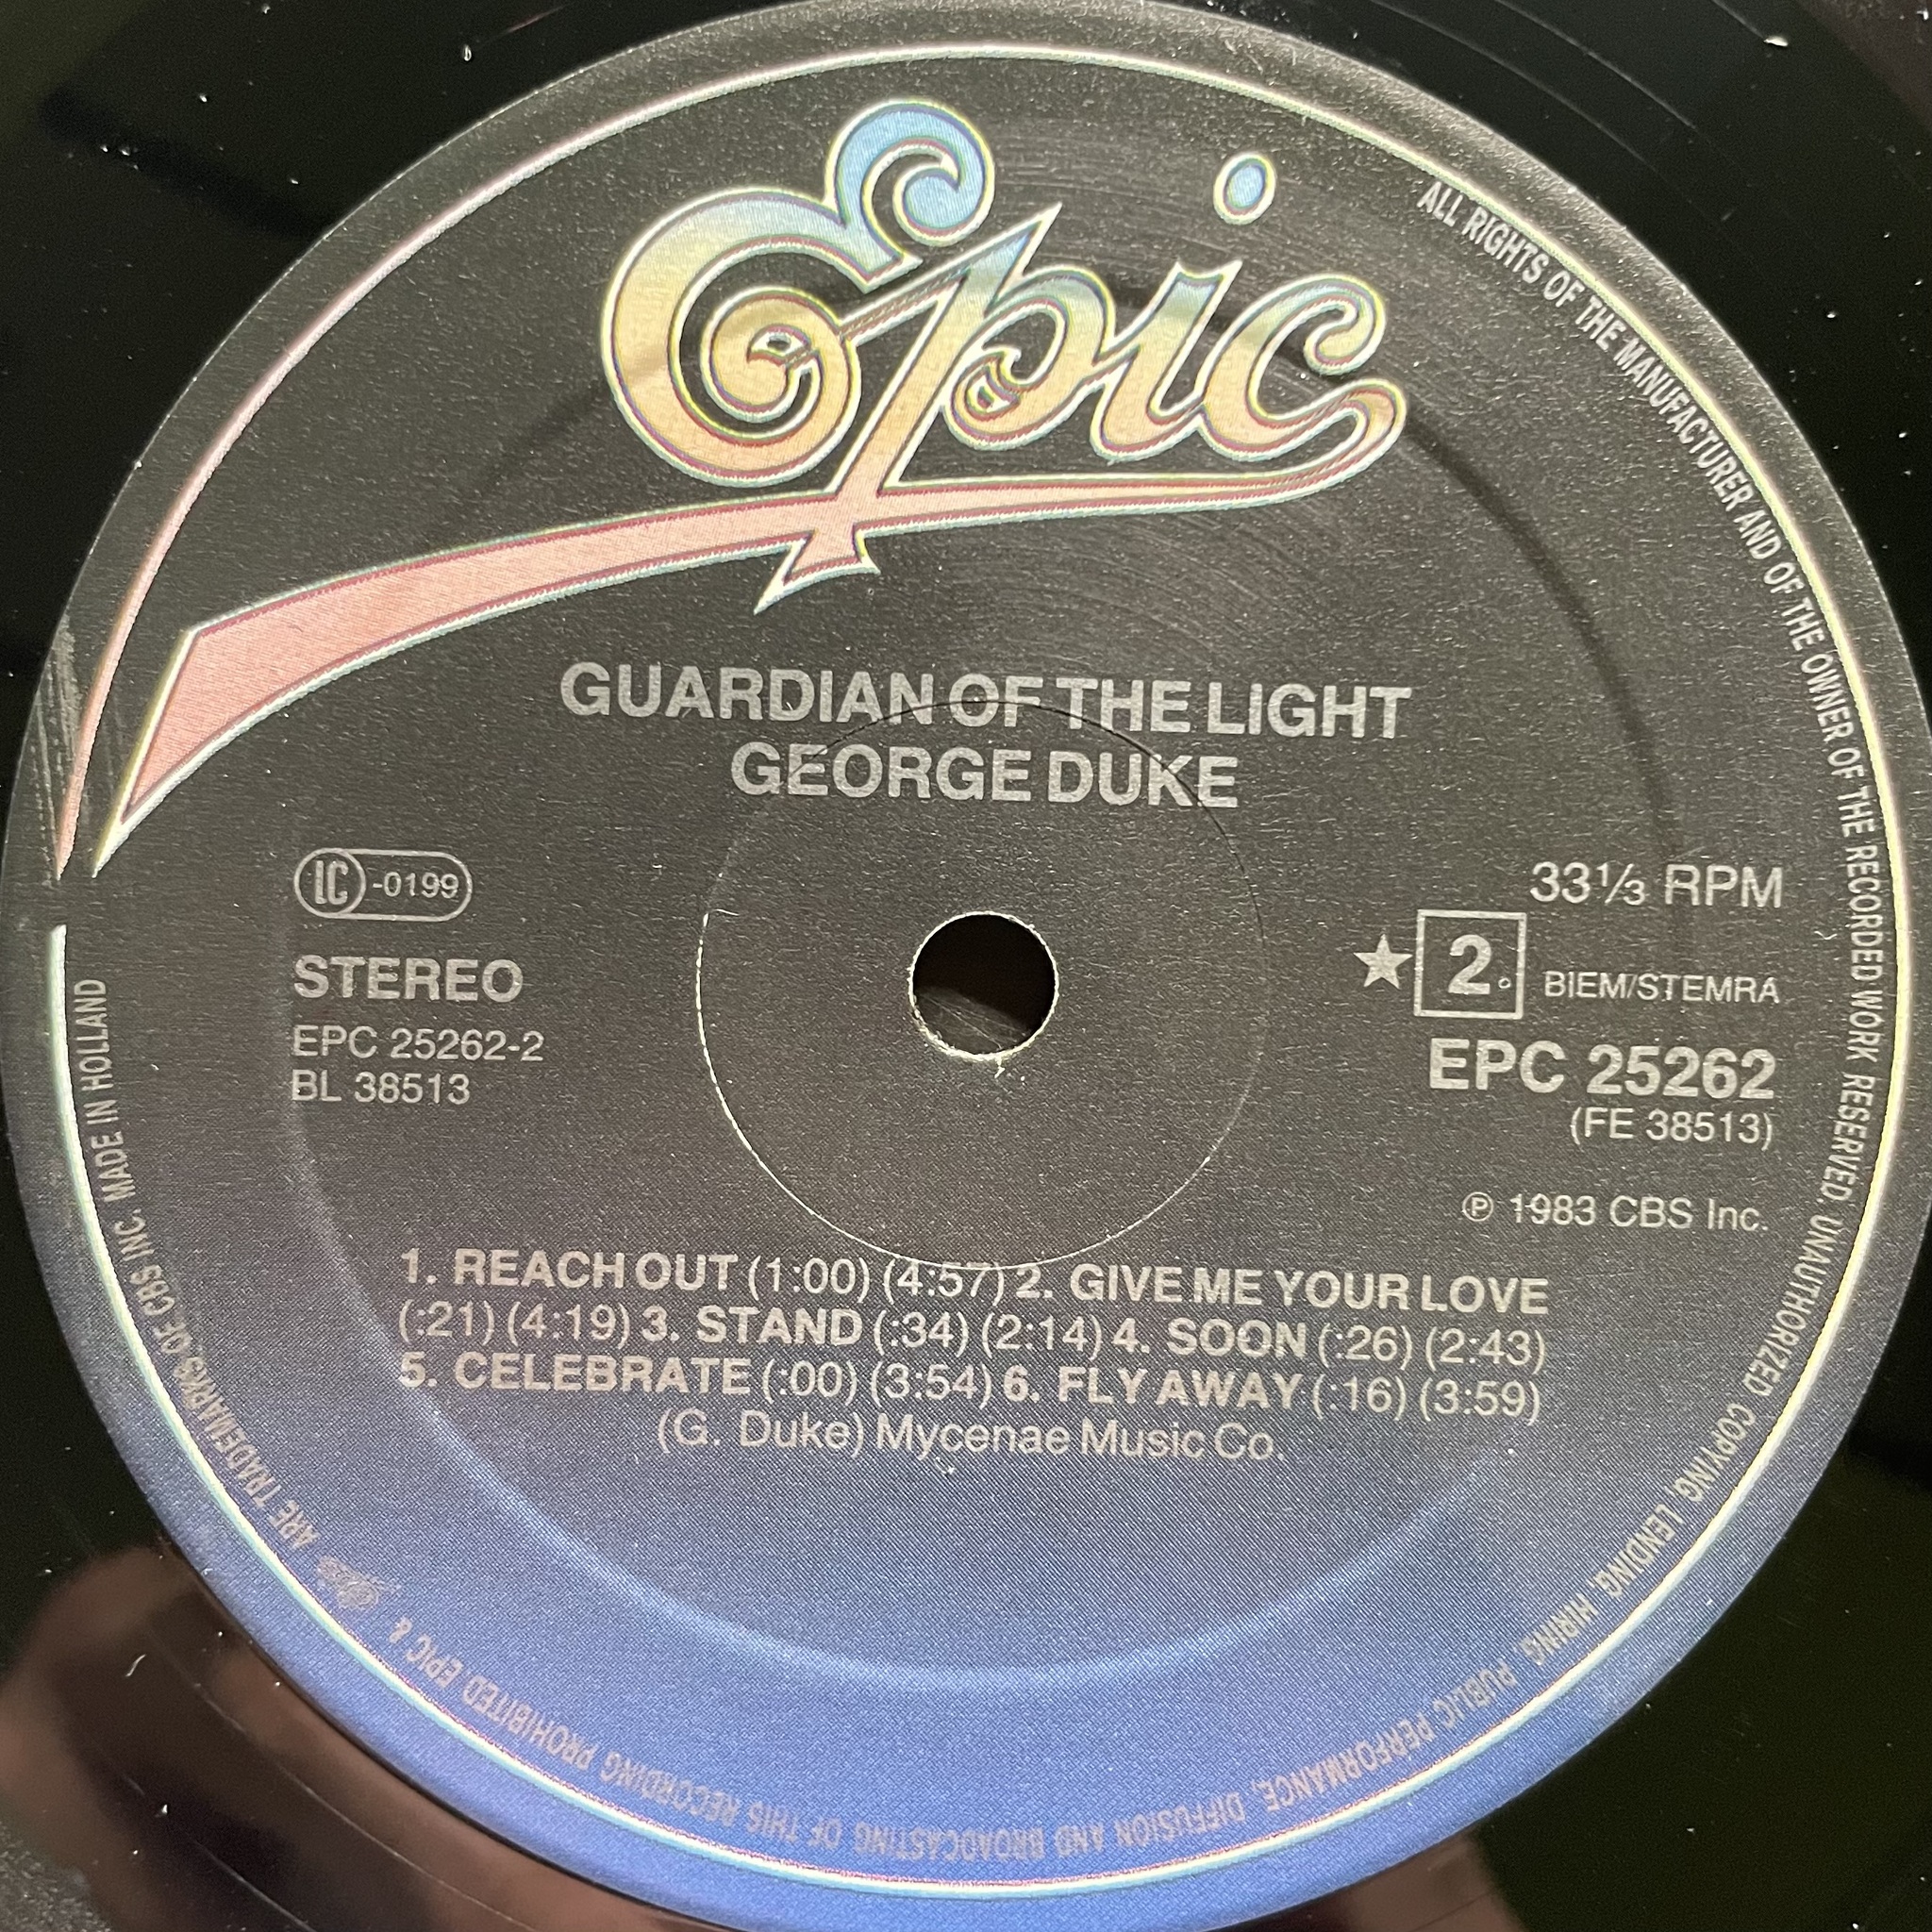 Epic
GUARDIAN OF THE LIGHT
GEORGE DUKE
LC-0199
STEREO
EPC 25262-2
BL 38513
33⅓ RPM
★ 2 BIEM/STEMRA
EPC 25262
(FE 38513)
℗ 1983 CBS Inc.
1. REACH OUT (1:00) (4:57) 2. GIVE ME YOUR LOVE
(:21) (4:19) 3. STAND (:34) (2:14) 4. SOON (:26) (2:43)
5. CELEBRATE (:00) (3:54) 6. FLY AWAY (:16) (3:59)
(G. Duke) Mycenae Music Co.
ALL RIGHTS OF THE MANUFACTURER AND OF THE OWNER OF THE RECORDED WORK RESERVED. UNAUTHORIZED COPYING, LENDING, HIRING, PUBLIC PERFORMANCE, DIFFUSION AND BROADCASTING OF THIS RECORDING PROHIBITED. EPIC & Epic ARE TRADEMARKS OF CBS INC. MADE IN HOLLAND